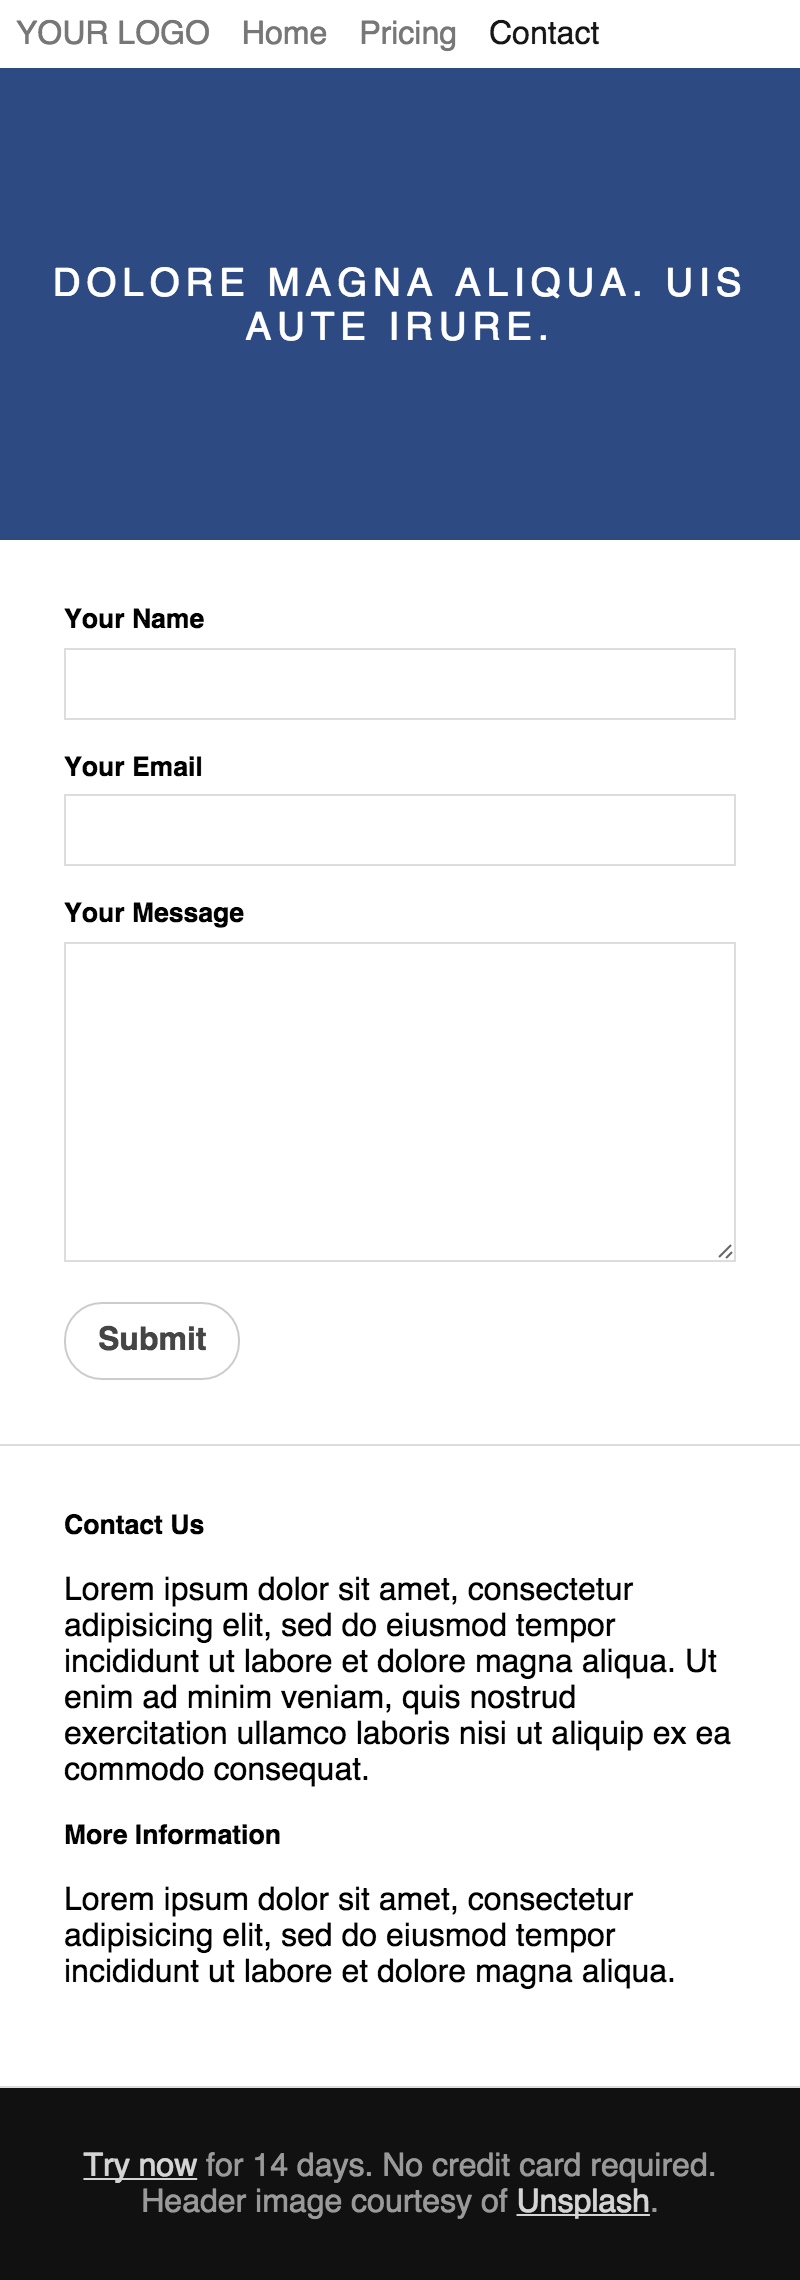 YOUR LOGO Home Pricing Contact
DOLORE MAGNA ALIQUA. UIS
AUTE IRURE.
Your Name
Your Email
Your Message
Submit
Contact Us
Lorem ipsum dolor sit amet, consectetur
adipisicing elit, sed do eiusmod tempor
incididunt ut labore et dolore magna aliqua. Ut
enim ad minim veniam, quis nostrud
exercitation ullamco laboris nisi ut aliquip ex ea
commodo consequat.
More Information
Lorem ipsum dolor sit amet, consectetur
adipisicing elit, sed do eiusmod tempor
incididunt ut labore et dolore magna aliqua.
Try now for 14 days. No credit card required.
Header image courtesy of Unsplash.